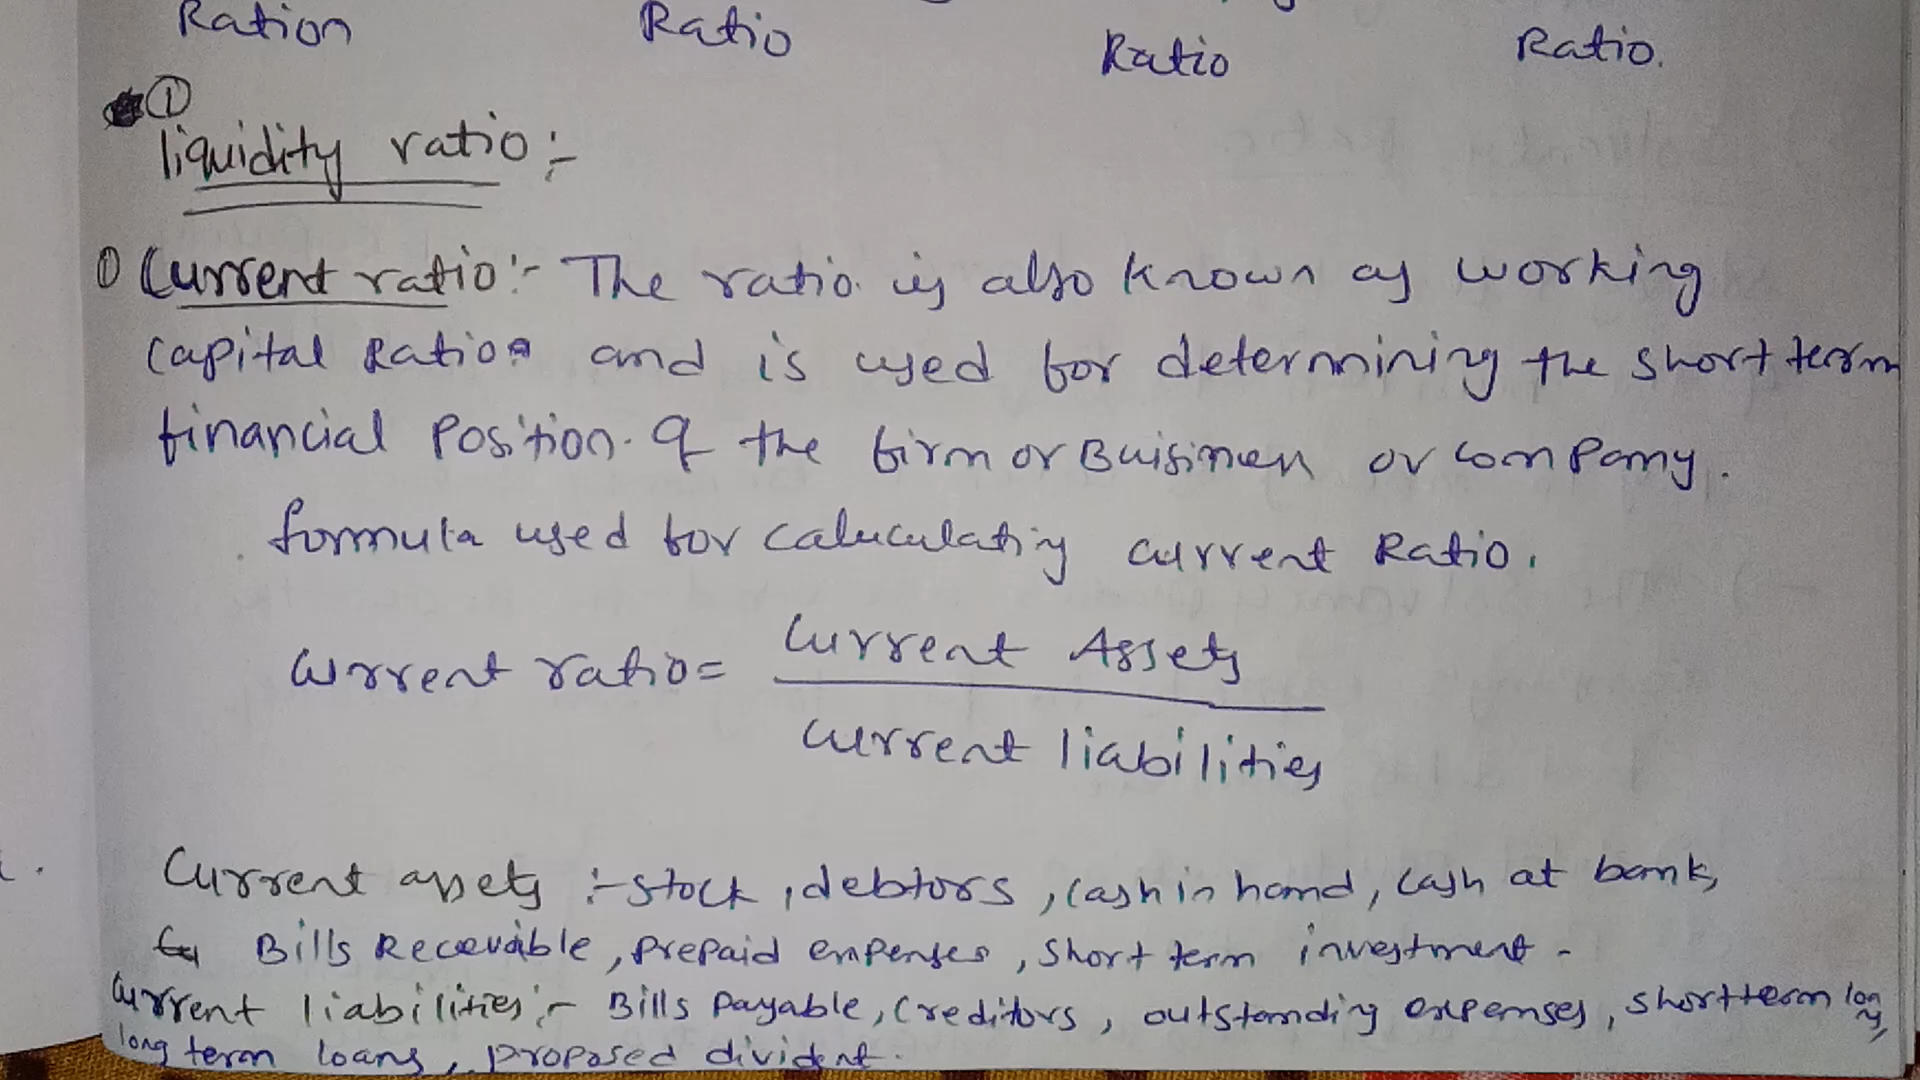 Ration Ratio Ratio Ratio.
①
liquidity ratio :-
① Current ratio :- The ratio is also known as working
capital Ratio and is used for determining the short term
financial Position of the firm or Buisiness or company.
formula used for caluculating current Ratio.
current ratio = Current Assets
current liabilities
Current assets :- stock, debtors, cash in hand, cash at bank,
Bills Recevable, prepaid expenses, short term investment -
Current liabilities :- Bills payable, Creditors, outstanding expenses, short term loans,
long term loans, proposed divident.